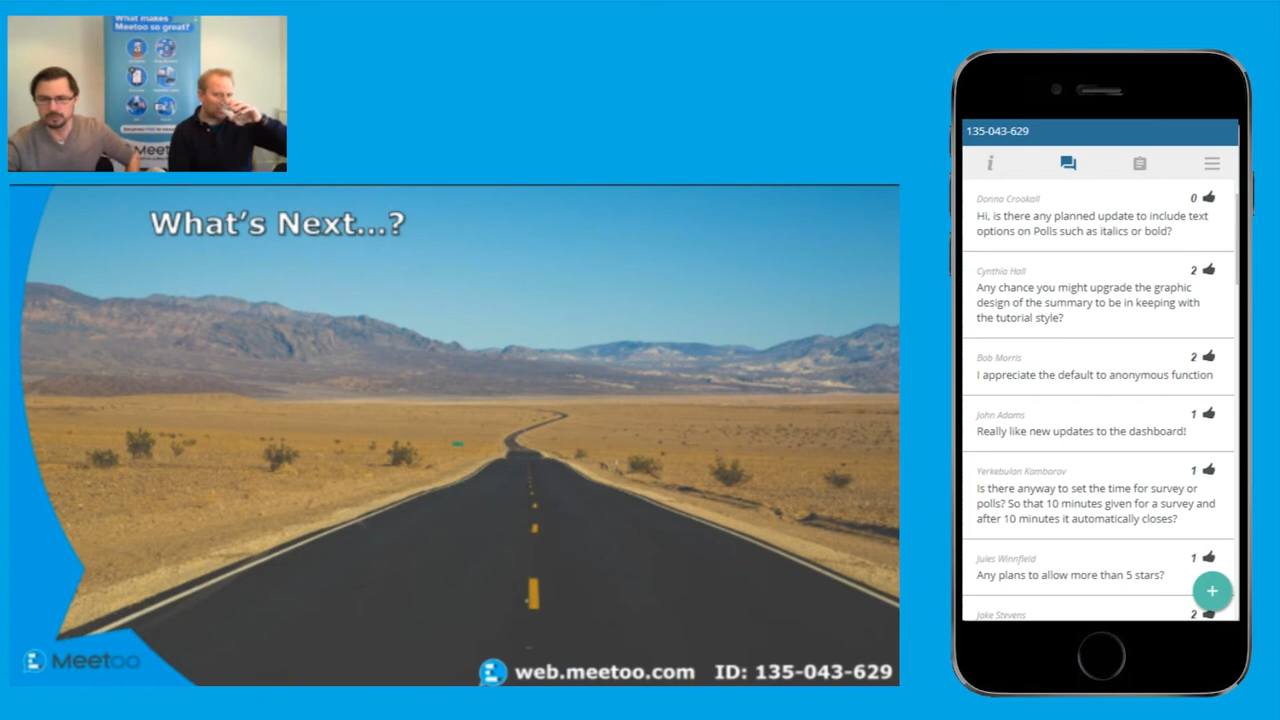 What makes
Meetoo so great?
What's Next...?
Meetoo
web.meetoo.com ID: 135-043-629
135-043-629
Donna Crookall 0
Hi, is there any planned update to include text
options on Polls such as italics or bold?
Cynthia Hall 2
Any chance you might upgrade the graphic
design of the summary to be in keeping with
the tutorial style?
Bob Morris 2
I appreciate the default to anonymous function
John Adams 1
Really like new updates to the dashboard!
Yerkebulan Kambarov 1
Is there anyway to set the time for survey or
polls? So that 10 minutes given for a survey and
after 10 minutes it automatically closes?
Jules Winnfield 1
Any plans to allow more than 5 stars?
Jake Stevens 2